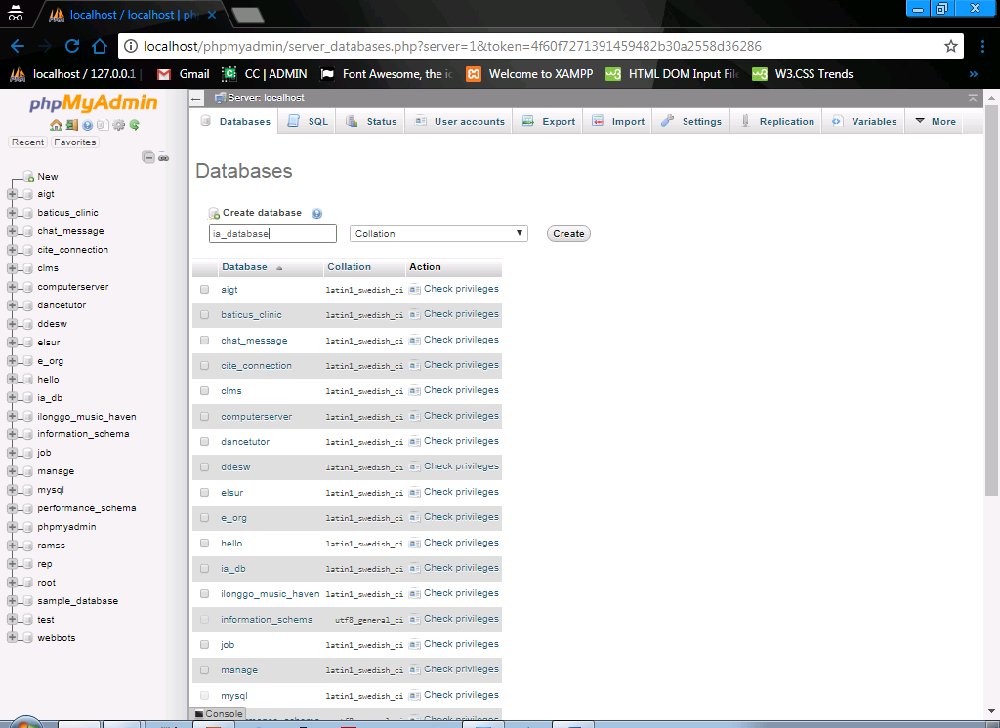 localhost / localhost | ph
localhost/phpmyadmin/server_databases.php?server=1&token=4f60f7271391459482b30a2558d36286
localhost / 127.0.0.1 | Gmail CC | ADMIN Font Awesome, the ic Welcome to XAMPP HTML DOM Input File W3.CSS Trends »
phpMyAdmin
Recent Favorites
New
aigt
baticus_clinic
chat_message
cite_connection
clms
computerserver
dancetutor
ddesw
elsur
e_org
hello
ia_db
ilonggo_music_haven
information_schema
job
manage
mysql
performance_schema
phpmyadmin
ramss
rep
root
sample_database
test
webbots
Server: localhost
Databases SQL Status User accounts Export Import Settings Replication Variables More
Databases
Create database
ia_database Collation Create
Database Collation Action
aigt latin1_swedish_ci Check privileges
baticus_clinic latin1_swedish_ci Check privileges
chat_message latin1_swedish_ci Check privileges
cite_connection latin1_swedish_ci Check privileges
clms latin1_swedish_ci Check privileges
computerserver latin1_swedish_ci Check privileges
dancetutor latin1_swedish_ci Check privileges
ddesw latin1_swedish_ci Check privileges
elsur latin1_swedish_ci Check privileges
e_org latin1_swedish_ci Check privileges
hello latin1_swedish_ci Check privileges
ia_db latin1_swedish_ci Check privileges
ilonggo_music_haven latin1_swedish_ci Check privileges
information_schema utf8_general_ci Check privileges
job latin1_swedish_ci Check privileges
manage latin1_swedish_ci Check privileges
mysql latin1_swedish_ci Check privileges
Console